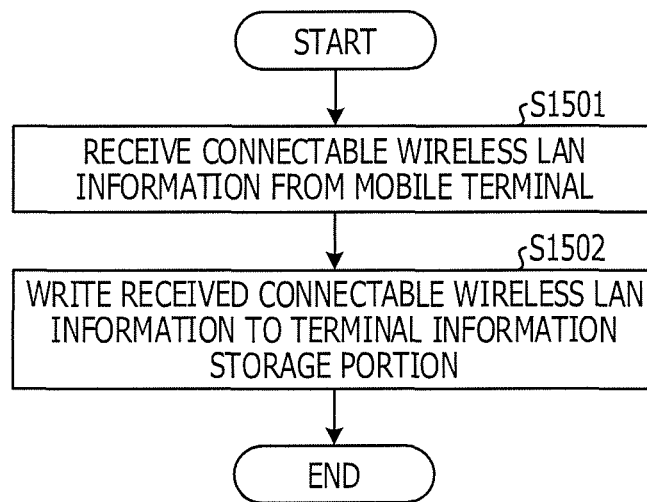 START
S1501
RECEIVE CONNECTABLE WIRELESS LAN
INFORMATION FROM MOBILE TERMINAL
S1502
WRITE RECEIVED CONNECTABLE WIRELESS LAN
INFORMATION TO TERMINAL INFORMATION
STORAGE PORTION
END